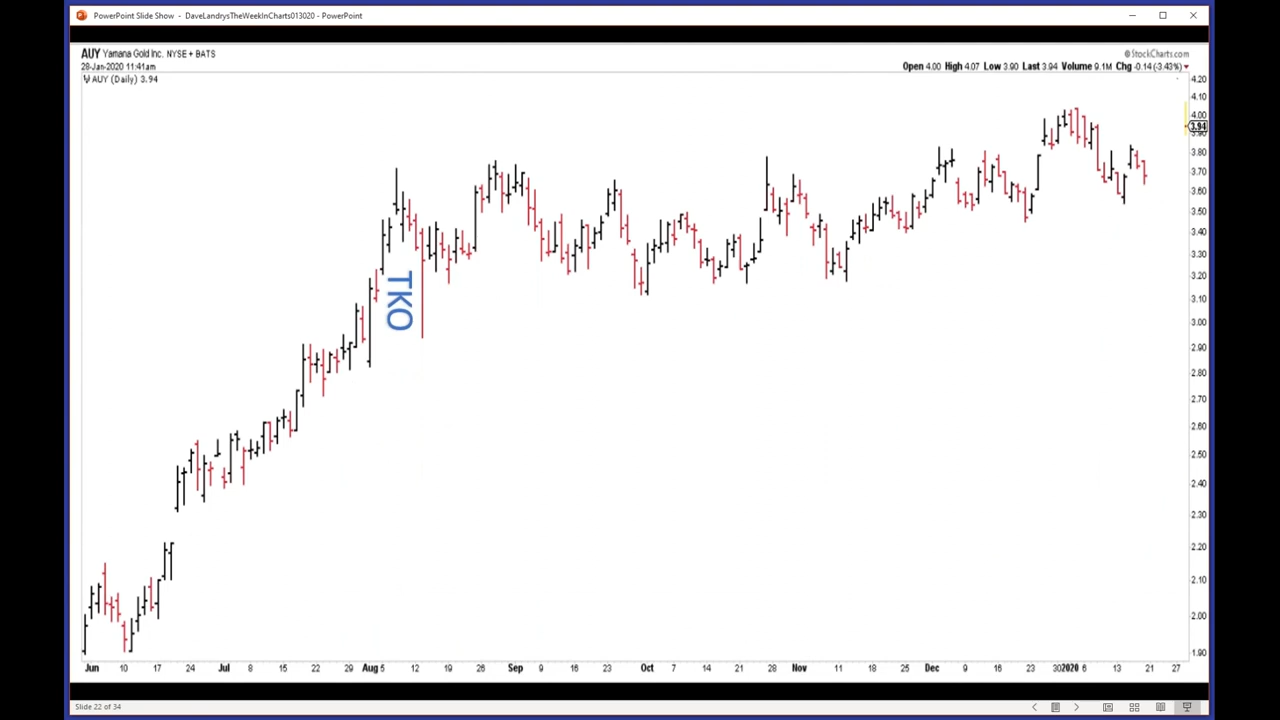 PowerPoint Slide Show - DaveLandrysTheWeekInCharts013020 - PowerPoint
AUY Yamana Gold Inc. NYSE + BATS
© StockCharts.com
28-Jan-2020 11:41am
Open 4.00 High 4.07 Low 3.90 Last 3.94 Volume 9.1M Chg -0.14 (-3.43%)
AUY (Daily) 3.94
4.20
4.10
4.00
3.94
3.90
3.80
3.70
3.60
3.50
3.40
3.30
3.20
3.10
3.00
2.90
2.80
2.70
2.60
2.50
2.40
2.30
2.20
2.10
2.00
1.90
TKO
Jun 10 17 24 Jul 8 15 22 29 Aug 5 12 19 26 Sep 9 16 23 Oct 7 14 21 28 Nov 11 18 25 Dec 9 16 23 30 2020 6 13 21 27
Slide 22 of 34